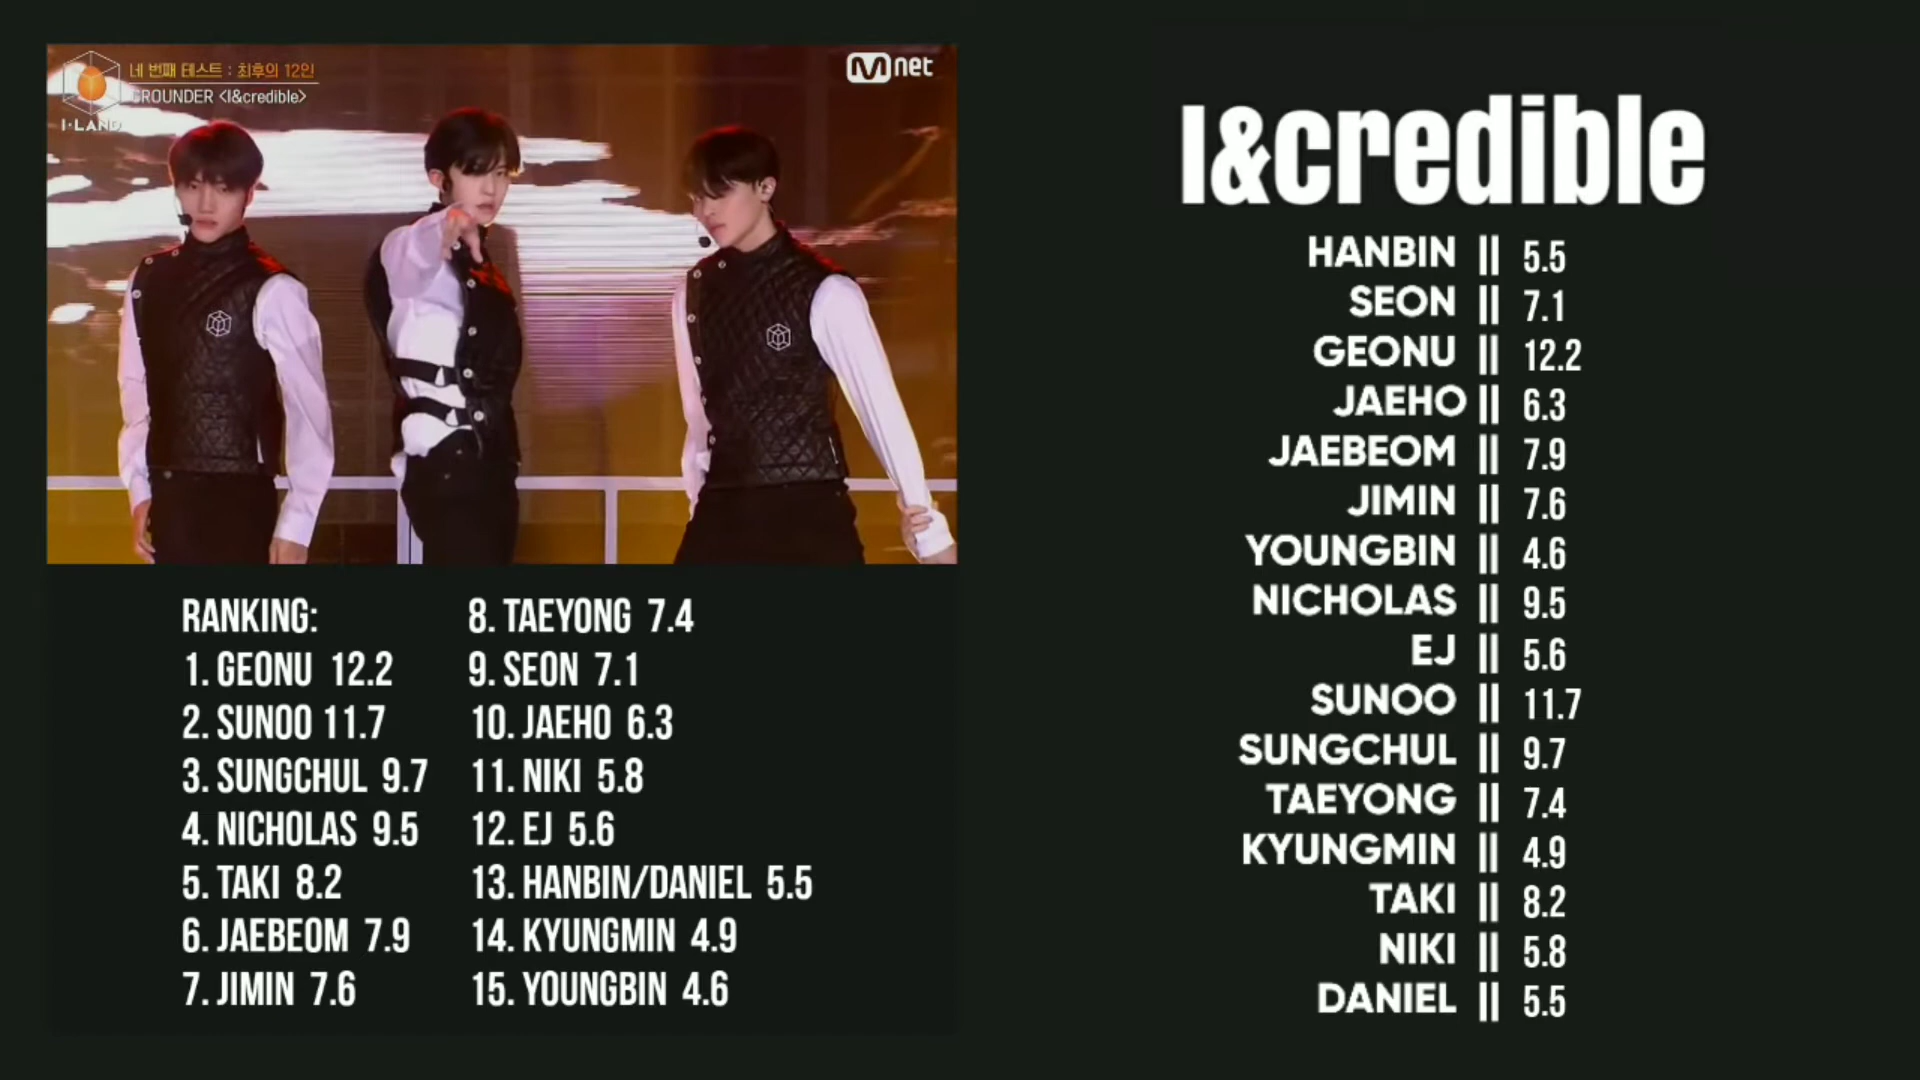 네 번째 테스트 : 최후의 12인
GROUNDER <I&credible>
I·LAND
Mnet
I&credible
HANBIN || 5.5
SEON || 7.1
GEONU || 12.2
JAEHO || 6.3
JAEBEOM || 7.9
JIMIN || 7.6
YOUNGBIN || 4.6
NICHOLAS || 9.5
EJ || 5.6
SUNOO || 11.7
SUNGCHUL || 9.7
TAEYONG || 7.4
KYUNGMIN || 4.9
TAKI || 8.2
NIKI || 5.8
DANIEL || 5.5
RANKING:
1. GEONU 12.2
2. SUNOO 11.7
3. SUNGCHUL 9.7
4. NICHOLAS 9.5
5. TAKI 8.2
6. JAEBEOM 7.9
7. JIMIN 7.6
8. TAEYONG 7.4
9. SEON 7.1
10. JAEHO 6.3
11. NIKI 5.8
12. EJ 5.6
13. HANBIN/DANIEL 5.5
14. KYUNGMIN 4.9
15. YOUNGBIN 4.6